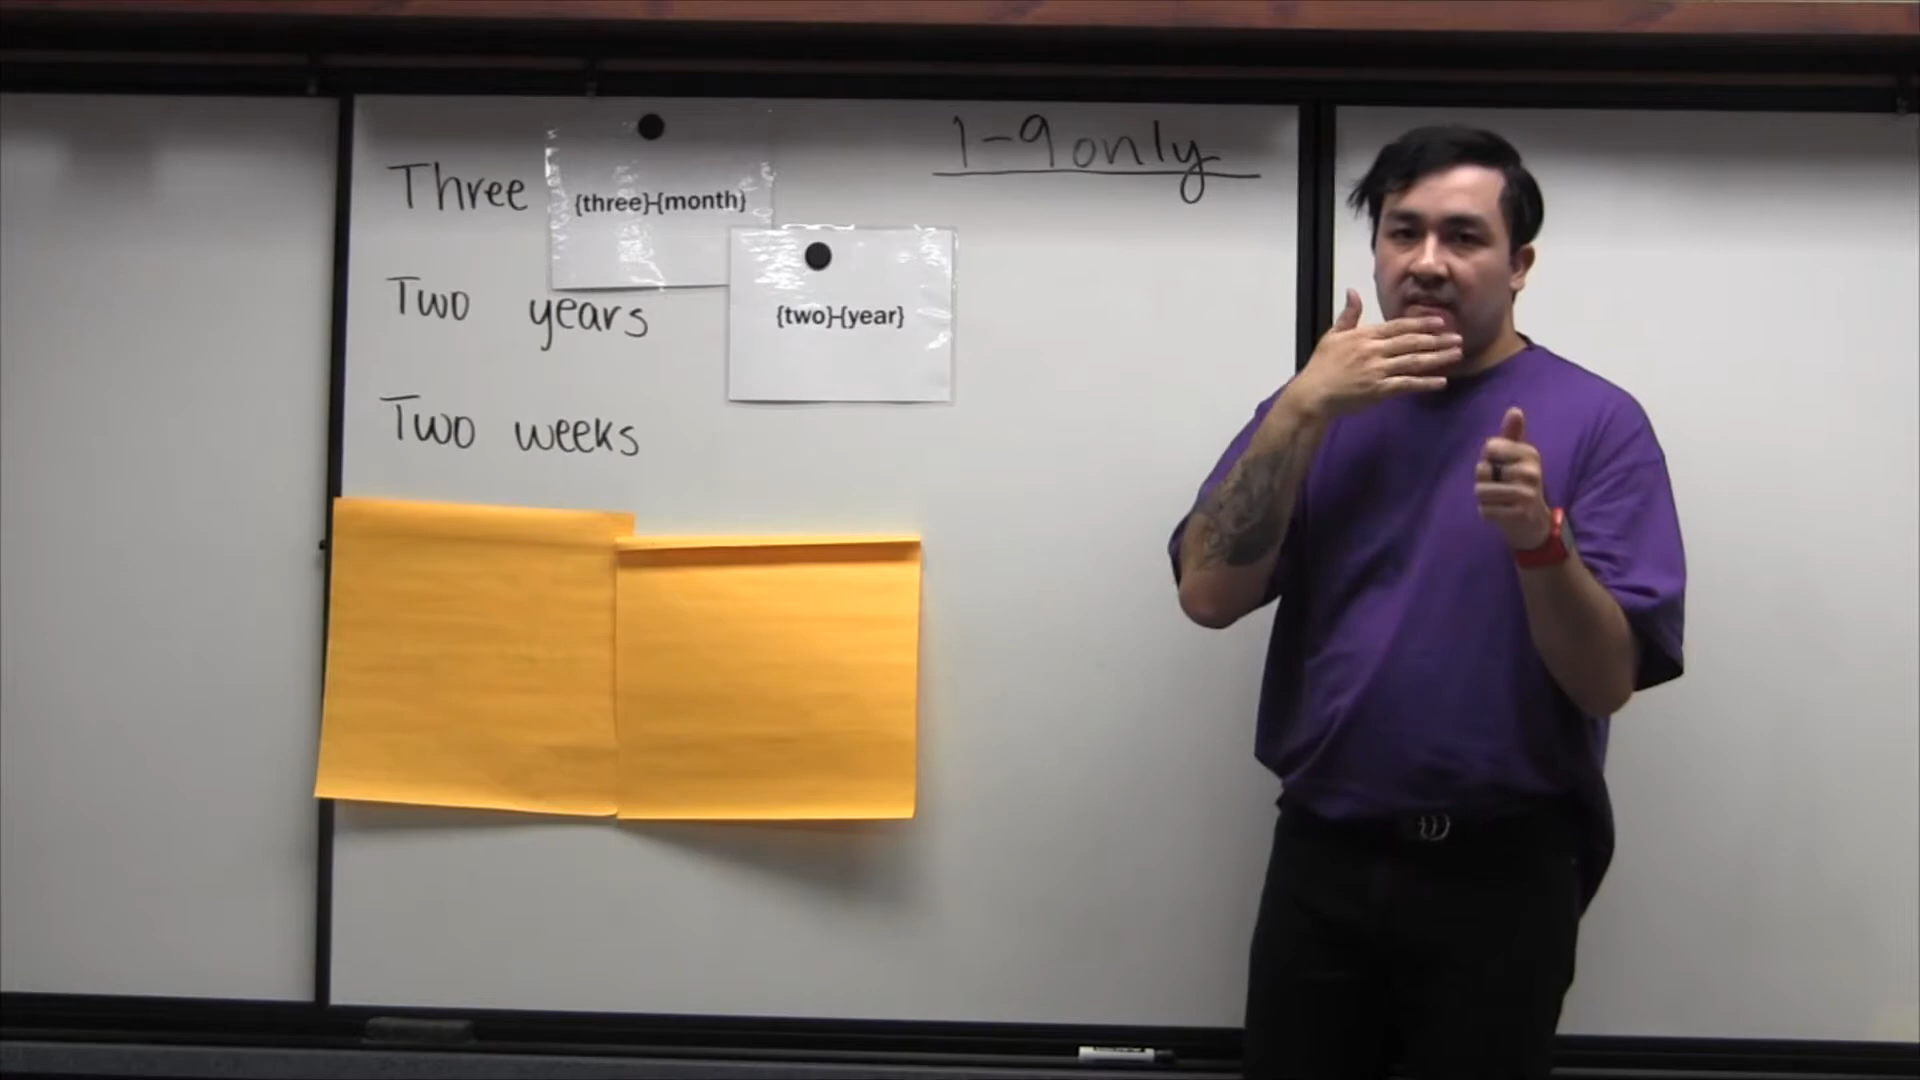 1-9 only
Three {three}-{month}
Two years {two}-{year}
Two weeks